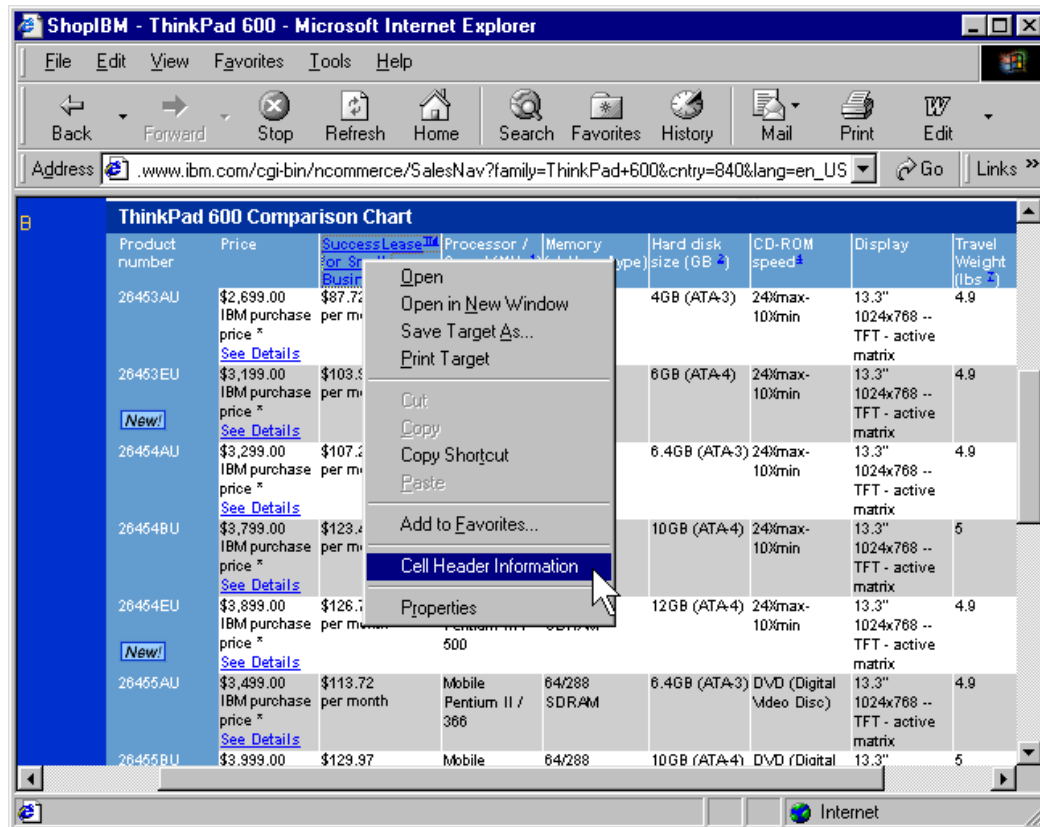 ShopIBM - ThinkPad 600 - Microsoft Internet Explorer
File Edit View Favorites Tools Help
Back Forward Stop Refresh Home Search Favorites History Mail Print Edit
Address .www.ibm.com/cgi-bin/ncommerce/SalesNav?family=ThinkPad+600&cntry=840&lang=en_US Go Links »
B
ThinkPad 600 Comparison Chart
Product Price SuccessLease Processor / Memory Hard disk CD-ROM Display Travel
number for type) size (GB 2) speed4 Weight
(lbs 7)
Open
Open in New Window
Save Target As...
Print Target
Cut
Copy
Copy Shortcut
Paste
Add to Favorites...
Cell Header Information
Properties
26453AU $2,699.00 $87.72 4GB (ATA-3) 24Xmax- 13.3" 4.9
IBM purchase per 10Xmin 1024x768 --
price * TFT - active
See Details matrix
26453EU $3,199.00 6GB (ATA-4) 24Xmax- 13.3" 4.9
IBM purchase per 10Xmin 1024x768 --
New! price * TFT - active
See Details matrix
26454AU $3,299.00 6.4GB (ATA-3) 24Xmax- 13.3" 4.9
IBM purchase per 10Xmin 1024x768 --
price * TFT - active
See Details matrix
26454BU $3,799.00 10GB (ATA-4) 24Xmax- 13.3" 5
IBM purchase per 10Xmin 1024x768 --
price * TFT - active
See Details matrix
26454EU $3,899.00 12GB (ATA-4) 24Xmax- 13.3" 4.9
IBM purchase per month 10Xmin 1024x768 --
New! price * 500 TFT - active
See Details matrix
26455AU $3,499.00 $113.72 Mobile 64/288 6.4GB (ATA-3) DVD (Digital 13.3" 4.9
IBM purchase per month Pentium II / SDRAM Video Disc) 1024x768 --
price * 366 TFT - active
See Details matrix
26455BU $3,999.00 $129.97 Mobile 64/288 10GB (ATA-4) DVD (Digital 13.3" 5
Internet